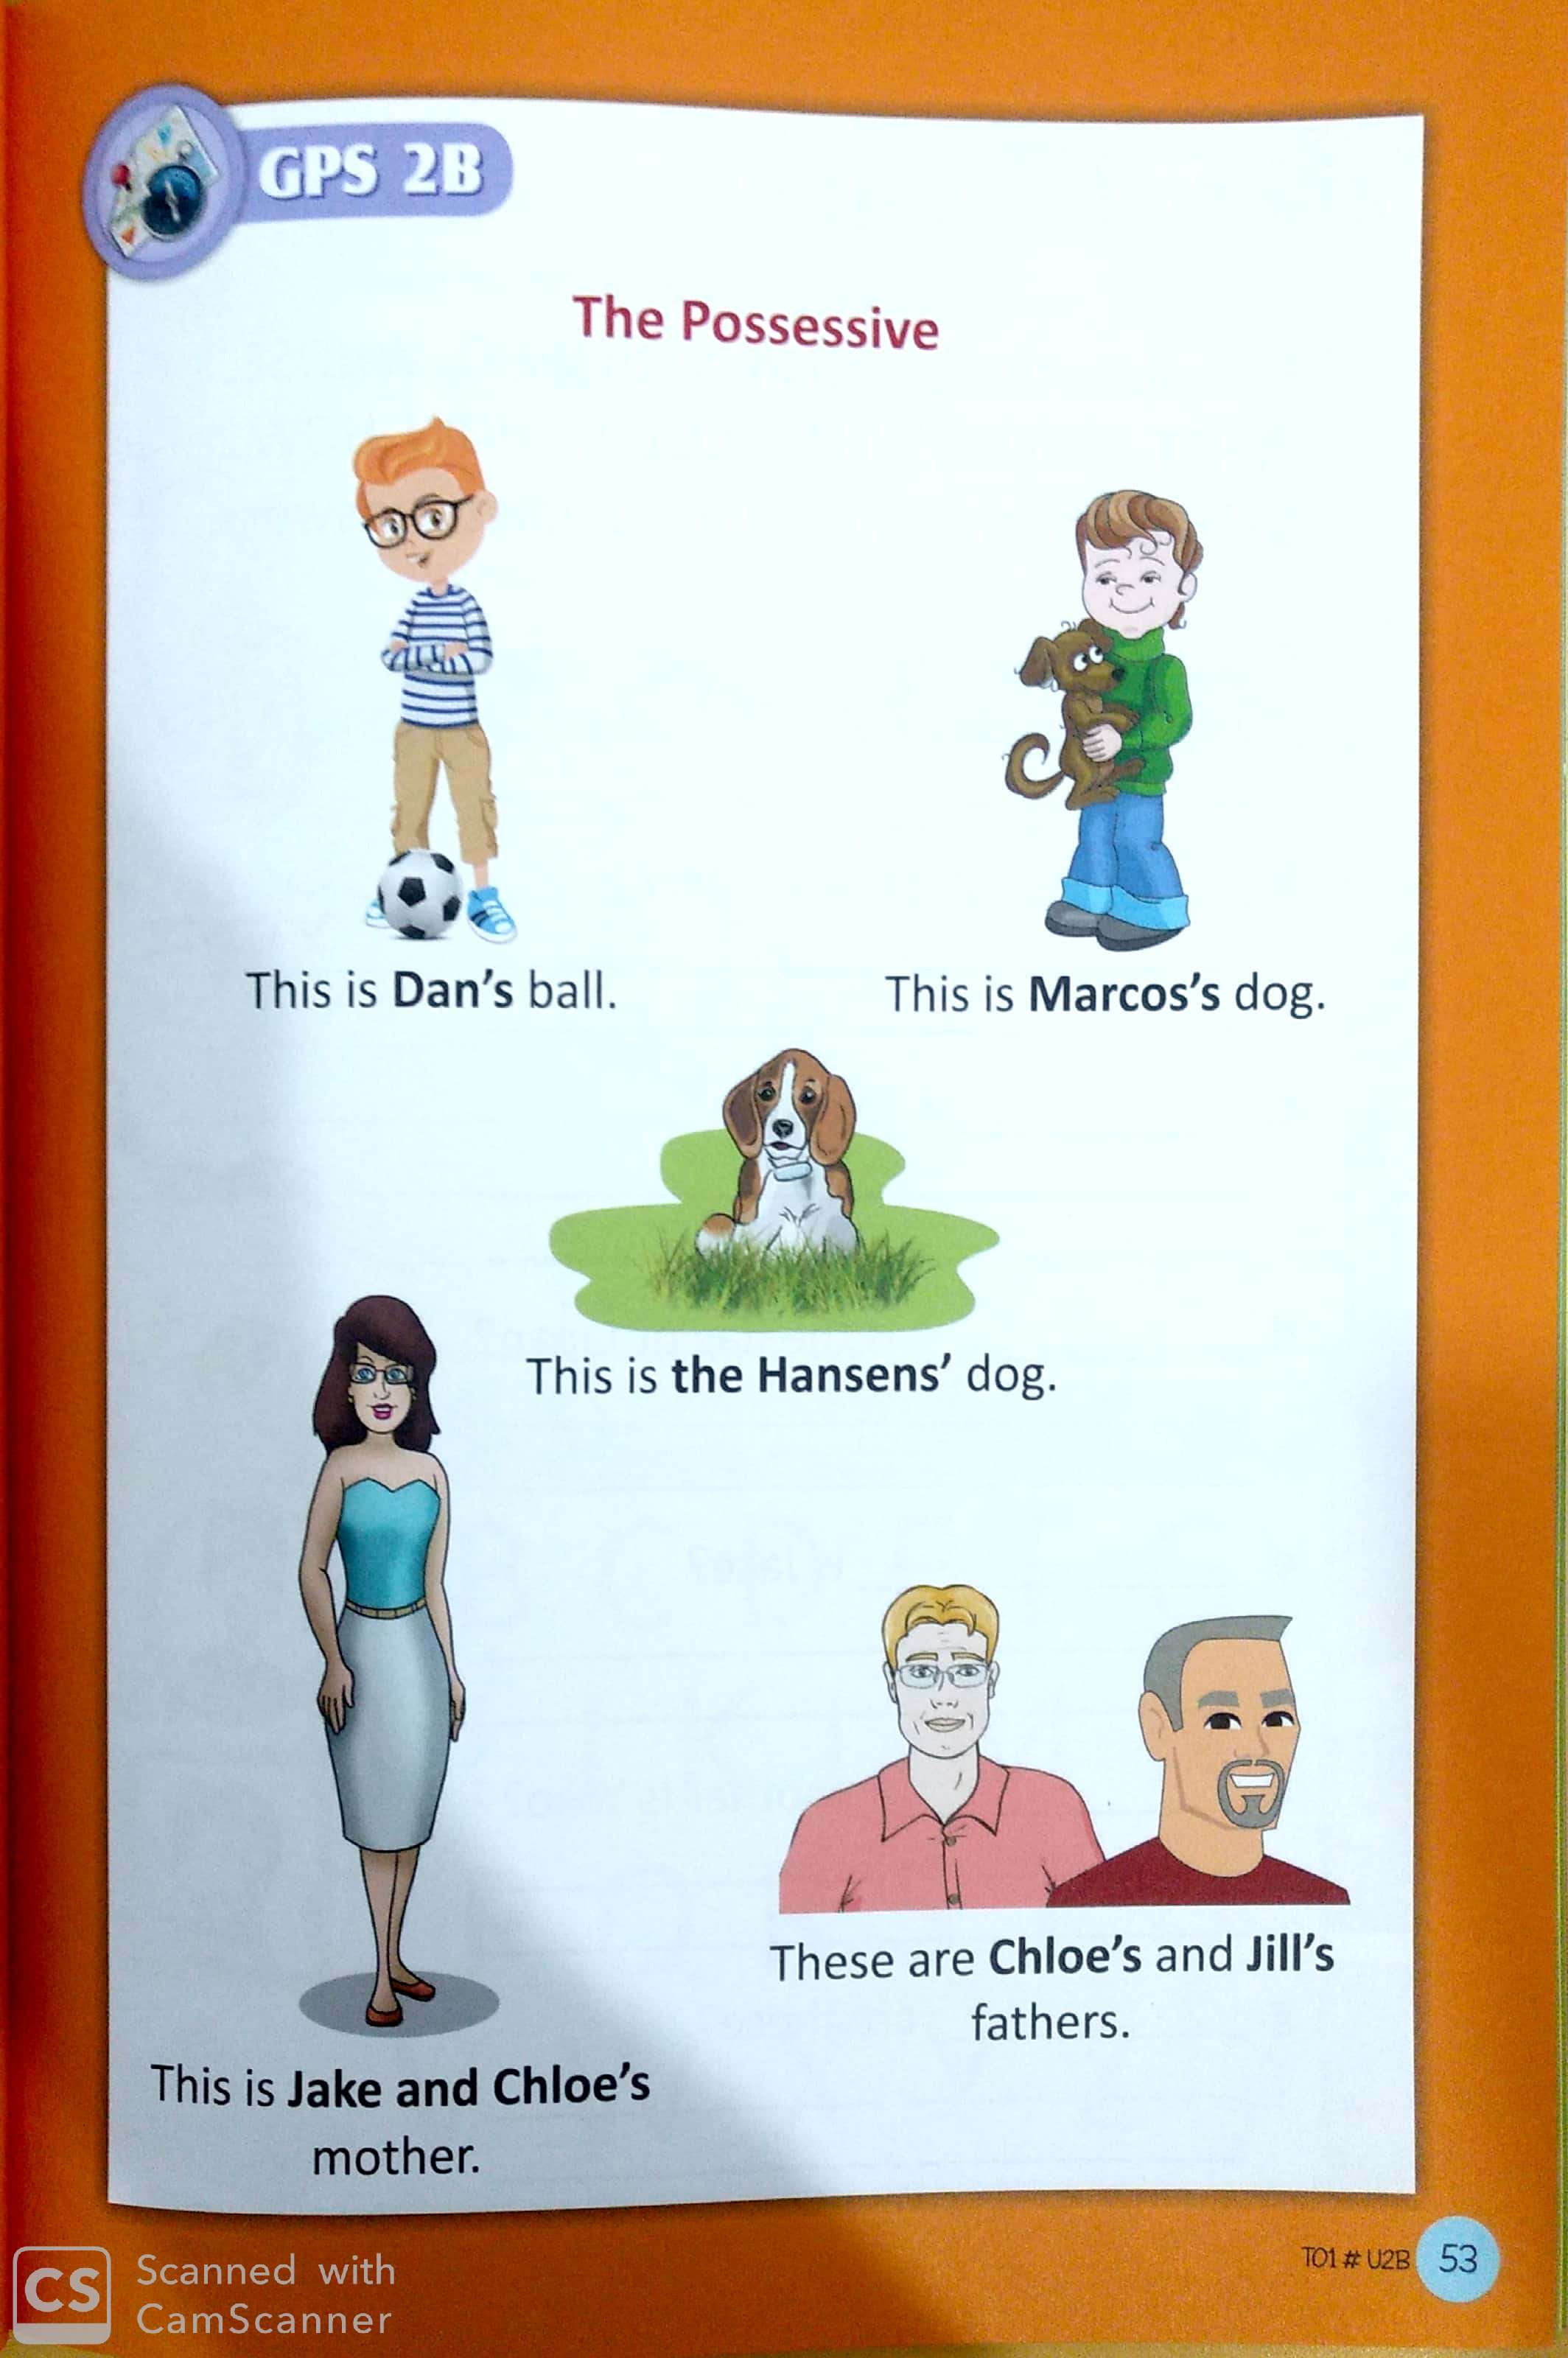 GPS 2B
The Possessive
This is Dan's ball.
This is Marcos's dog.
This is the Hansens' dog.
This is Jake and Chloe's
mother.
These are Chloe's and Jill's
fathers.
TO1 # U2B 53
CS Scanned with
CamScanner